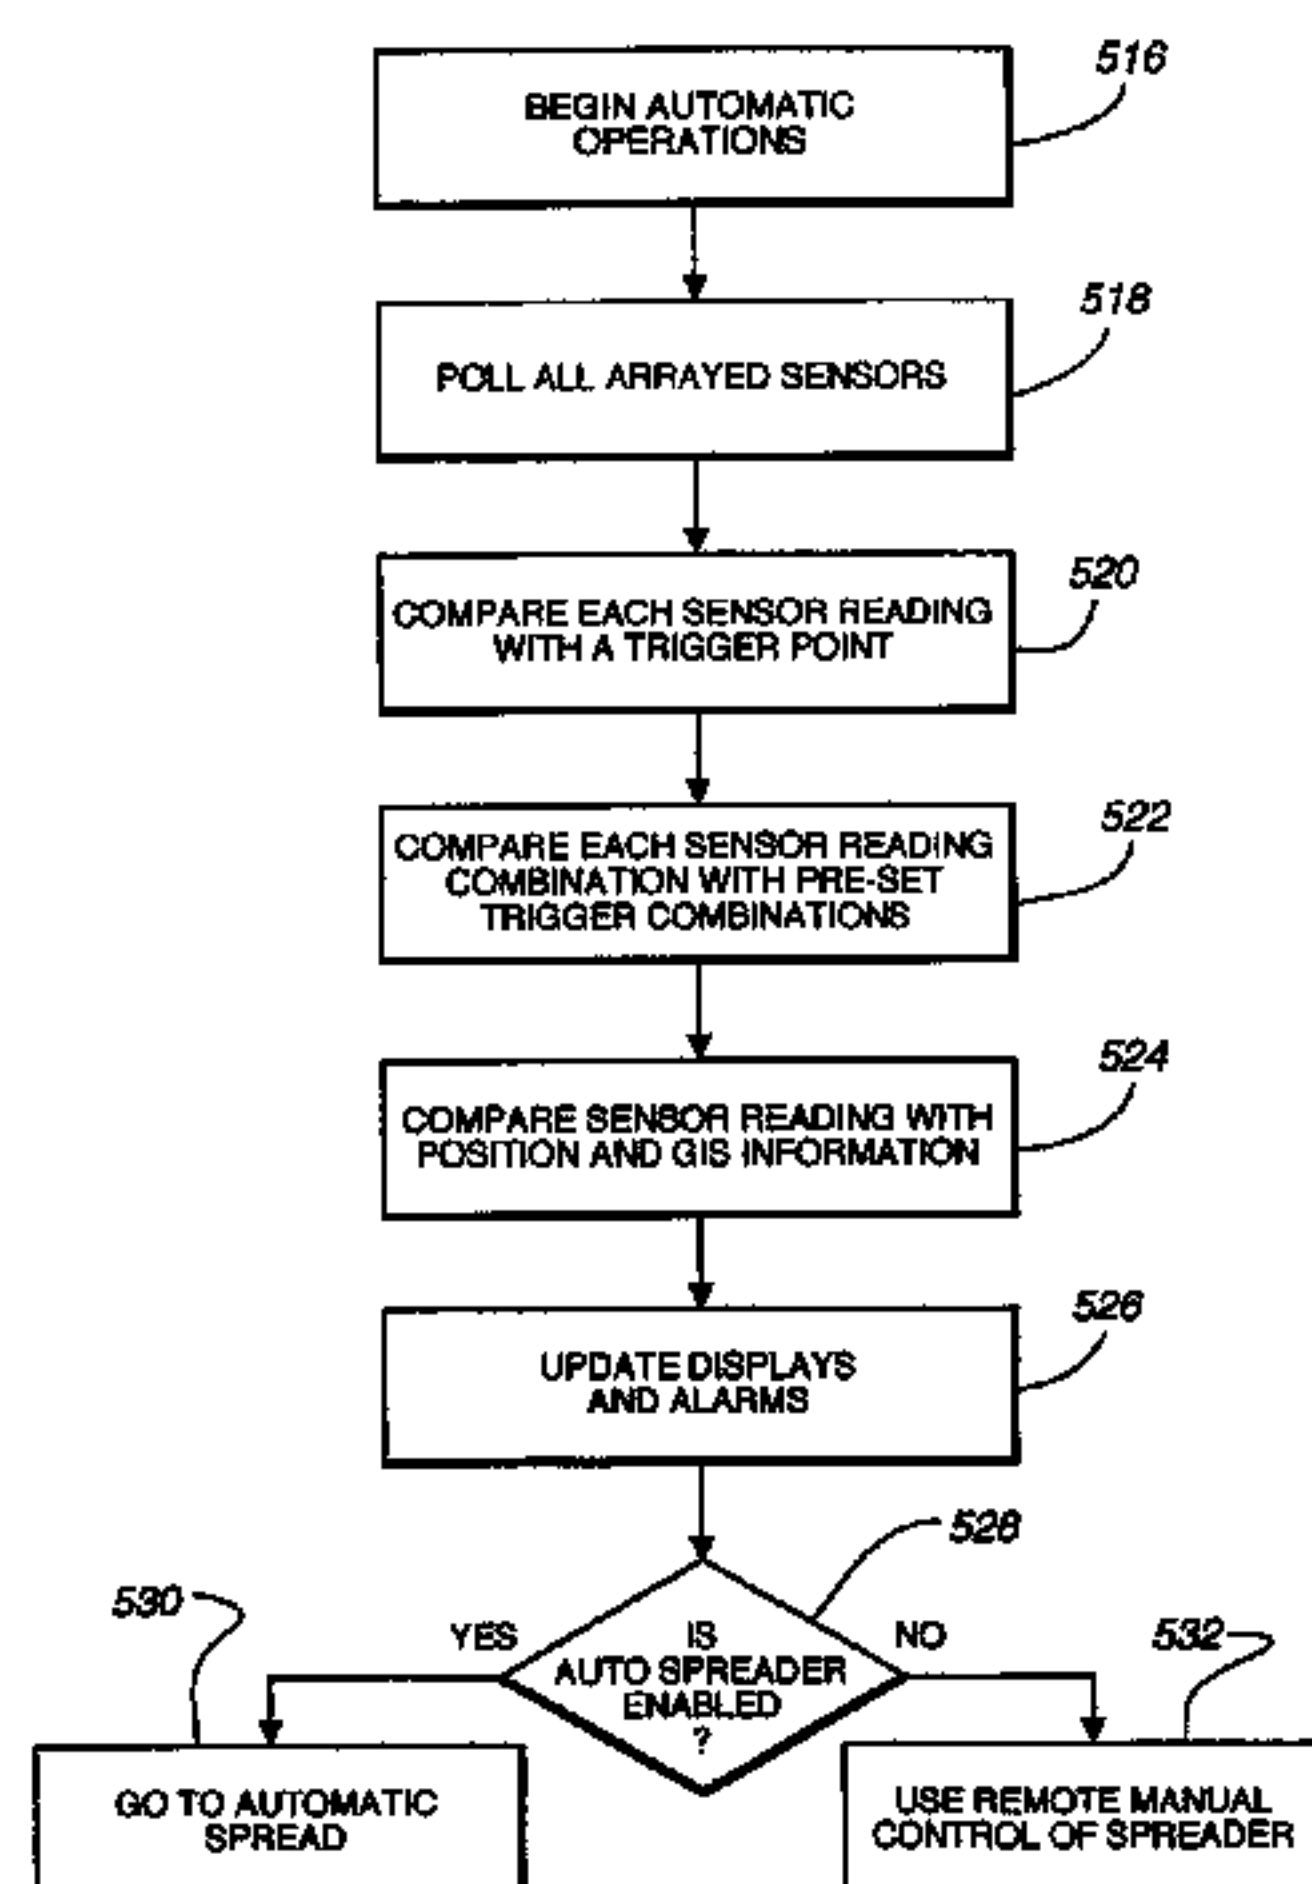 516
BEGIN AUTOMATIC
OPERATIONS
518
POLL ALL ARRAYED SENSORS
520
COMPARE EACH SENSOR READING
WITH A TRIGGER POINT
522
COMPARE EACH SENSOR READING
COMBINATION WITH PRE-SET
TRIGGER COMBINATIONS
524
COMPARE SENSOR READING WITH
POSITION AND GIS INFORMATION
526
UPDATE DISPLAYS
AND ALARMS
528
YES
IS
AUTO SPREADER
ENABLED
?
NO
530
GO TO AUTOMATIC
SPREAD
532
USE REMOTE MANUAL
CONTROL OF SPREADER